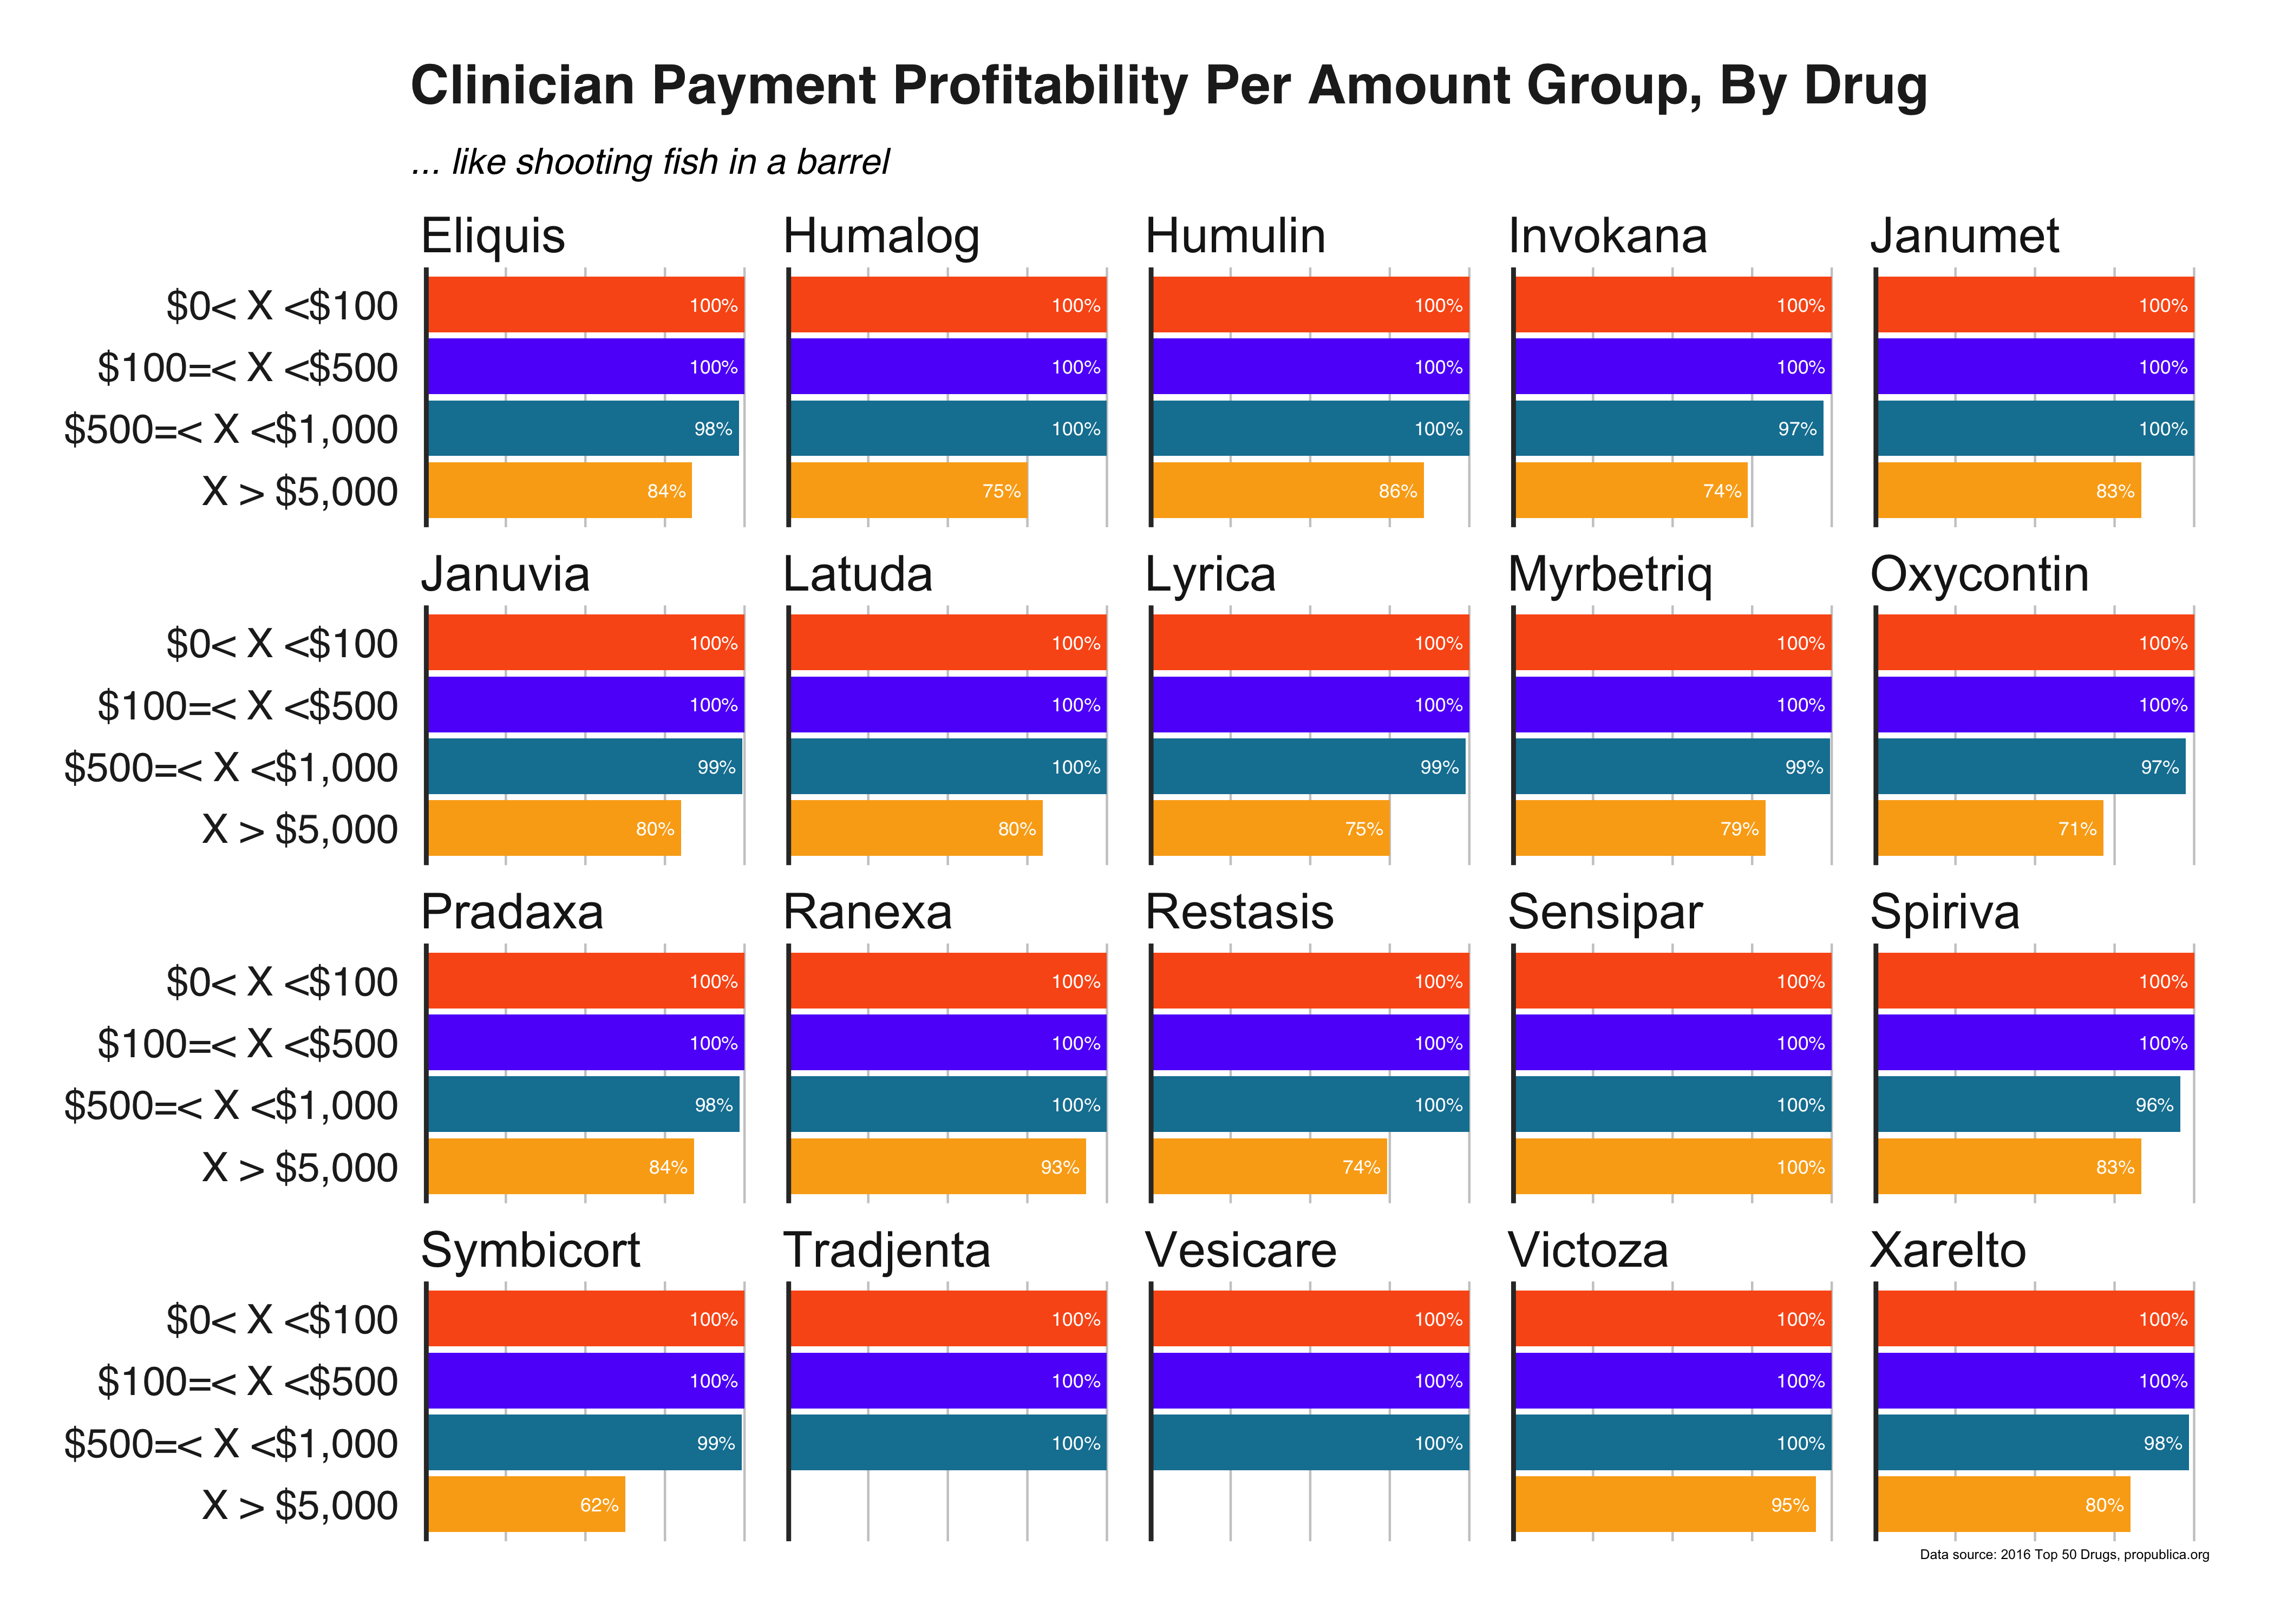 Clinician Payment Profitability Per Amount Group, By Drug
... like shooting fish in a barrel
Eliquis Humalog Humulin Invokana Janumet
$0< X <$100 100% 100% 100% 100% 100%
$100=< X <$500 100% 100% 100% 100% 100%
$500=< X <$1,000 98% 100% 100% 97% 100%
X > $5,000 84% 75% 86% 74% 83%
Januvia Latuda Lyrica Myrbetriq Oxycontin
$0< X <$100 100% 100% 100% 100% 100%
$100=< X <$500 100% 100% 100% 100% 100%
$500=< X <$1,000 99% 100% 99% 99% 97%
X > $5,000 80% 80% 75% 79% 71%
Pradaxa Ranexa Restasis Sensipar Spiriva
$0< X <$100 100% 100% 100% 100% 100%
$100=< X <$500 100% 100% 100% 100% 100%
$500=< X <$1,000 98% 100% 100% 100% 96%
X > $5,000 84% 93% 74% 100% 83%
Symbicort Tradjenta Vesicare Victoza Xarelto
$0< X <$100 100% 100% 100% 100% 100%
$100=< X <$500 100% 100% 100% 100% 100%
$500=< X <$1,000 99% 100% 100% 100% 98%
X > $5,000 62% 95% 80%
Data source: 2016 Top 50 Drugs, propublica.org